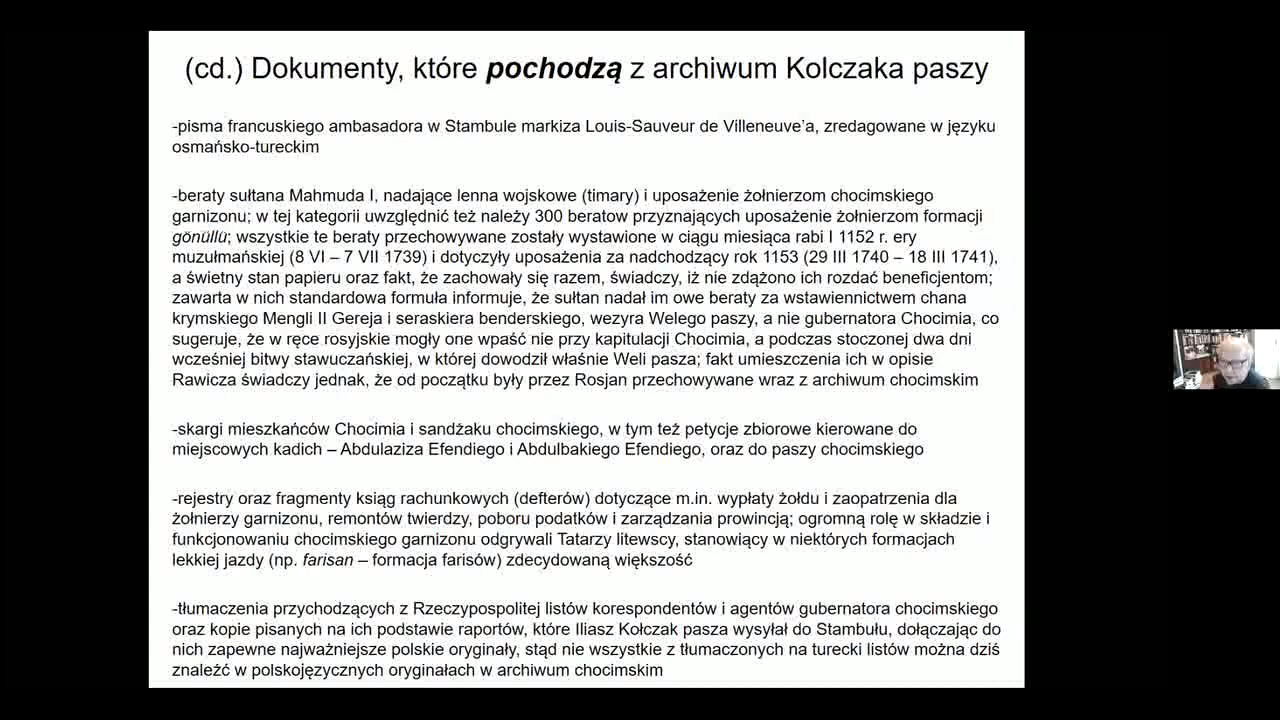 (cd.) Dokumenty, które pochodzą z archiwum Kolczaka paszy
-pisma francuskiego ambasadora w Stambule markiza Louis-Sauveur de Villeneuve’a, zredagowane w języku
osmańsko-tureckim
-beraty sułtana Mahmuda I, nadające lenna wojskowe (timary) i uposażenie żołnierzom chocimskiego
garnizonu; w tej kategorii uwzględnić też należy 300 beratow przyznających uposażenie żołnierzom formacji
gönüllü; wszystkie te beraty przechowywane zostały wystawione w ciągu miesiąca rabi I 1152 r. ery
muzułmańskiej (8 VI – 7 VII 1739) i dotyczyły uposażenia za nadchodzący rok 1153 (29 III 1740 – 18 III 1741),
a świetny stan papieru oraz fakt, że zachowały się razem, świadczy, iż nie zdążono ich rozdać beneficjentom;
zawarta w nich standardowa formuła informuje, że sułtan nadał im owe beraty za wstawiennictwem chana
krymskiego Mengli II Gereja i seraskiera benderskiego, wezyra Welego paszy, a nie gubernatora Chocimia, co
sugeruje, że w ręce rosyjskie mogły one wpaść nie przy kapitulacji Chocimia, a podczas stoczonej dwa dni
wcześniej bitwy stawuczańskiej, w której dowodził właśnie Weli pasza; fakt umieszczenia ich w opisie
Rawicza świadczy jednak, że od początku były przez Rosjan przechowywane wraz z archiwum chocimskim
-skargi mieszkańców Chocimia i sandżaku chocimskiego, w tym też petycje zbiorowe kierowane do
miejscowych kadich – Abdulaziza Efendiego i Abdulbakiego Efendiego, oraz do paszy chocimskiego
-rejestry oraz fragmenty ksiąg rachunkowych (defterów) dotyczące m.in. wypłaty żołdu i zaopatrzenia dla
żołnierzy garnizonu, remontów twierdzy, poboru podatków i zarządzania prowincją; ogromną rolę w składzie i
funkcjonowaniu chocimskiego garnizonu odgrywali Tatarzy litewscy, stanowiący w niektórych formacjach
lekkiej jazdy (np. farisan – formacja farisów) zdecydowaną większość
-tłumaczenia przychodzących z Rzeczypospolitej listów korespondentów i agentów gubernatora chocimskiego
oraz kopie pisanych na ich podstawie raportów, które Iliasz Kołczak pasza wysyłał do Stambułu, dołączając do
nich zapewne najważniejsze polskie oryginały, stąd nie wszystkie z tłumaczonych na turecki listów można dziś
znaleźć w polskojęzycznych oryginałach w archiwum chocimskim